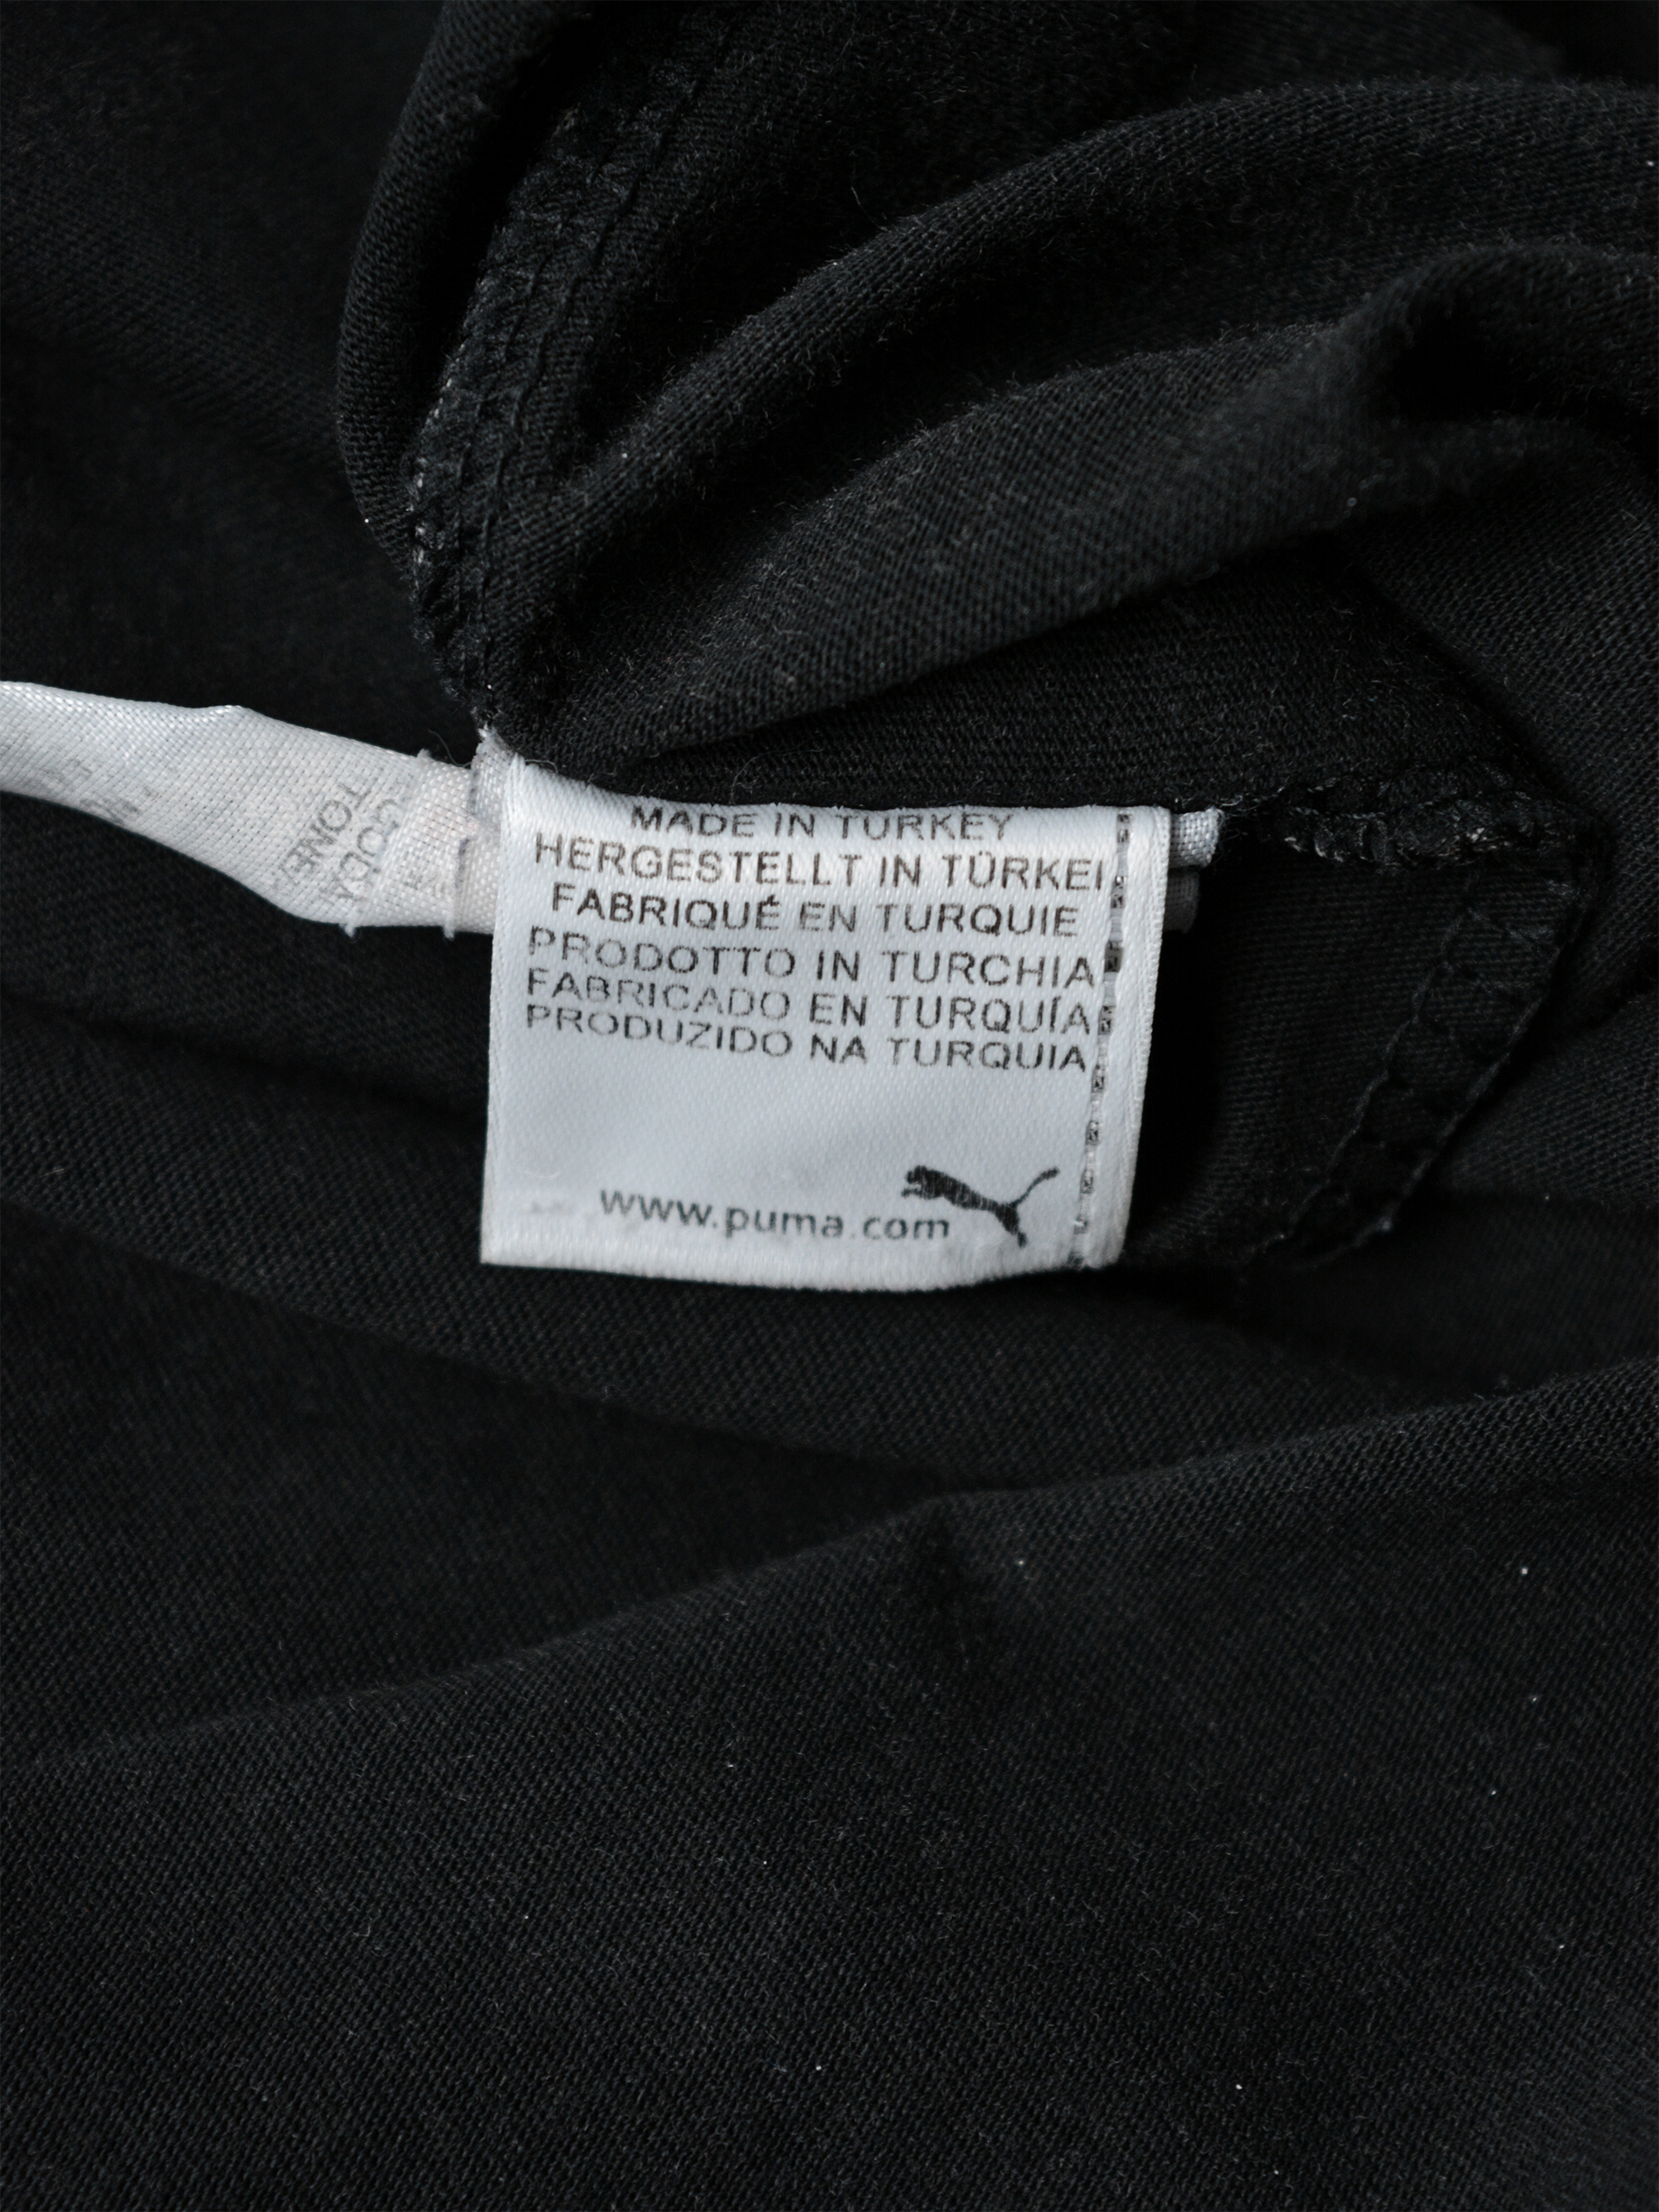 MADE IN TURKEY
HERGESTELLT IN TÜRKEI
FABRIQUÉ EN TURQUIE
PRODOTTO IN TURCHIA
FABRICADO EN TURQUÍA
PRODUZIDO NA TURQUIA
www.puma.com